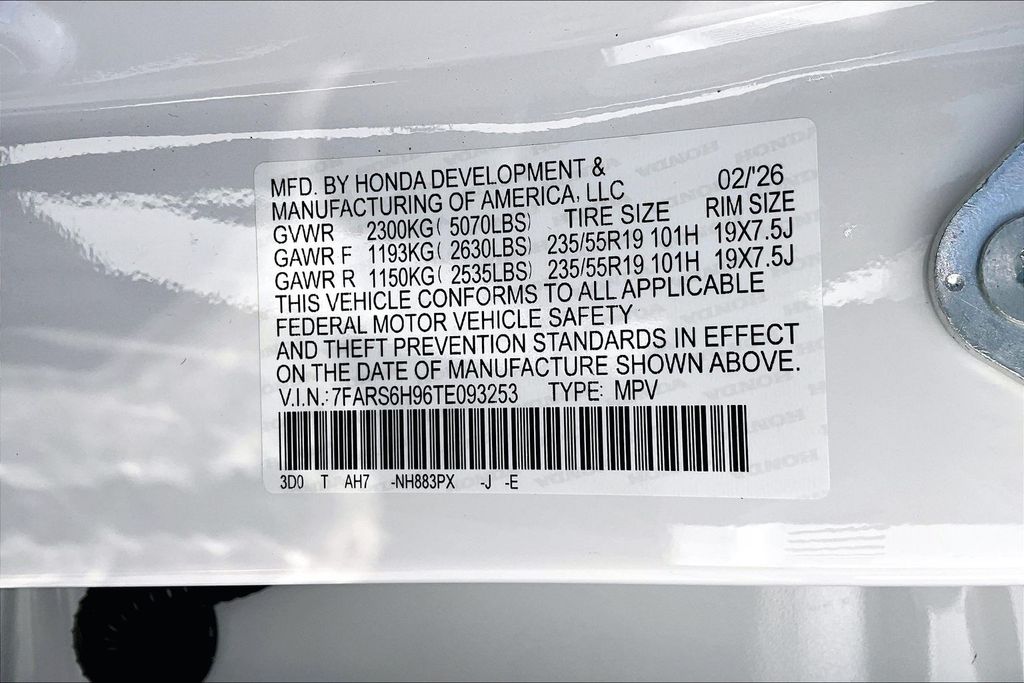 MFD. BY HONDA DEVELOPMENT &
MANUFACTURING OF AMERICA, LLC 02/'26
GVWR 2300KG( 5070LBS) TIRE SIZE RIM SIZE
GAWR F 1193KG( 2630LBS) 235/55R19 101H 19X7.5J
GAWR R 1150KG( 2535LBS) 235/55R19 101H 19X7.5J
THIS VEHICLE CONFORMS TO ALL APPLICABLE
FEDERAL MOTOR VEHICLE SAFETY
AND THEFT PREVENTION STANDARDS IN EFFECT
ON THE DATE OF MANUFACTURE SHOWN ABOVE.
V.I.N.: 7FARS6H96TE093253 TYPE: MPV
3D0 T AH7 -NH883PX -J -E